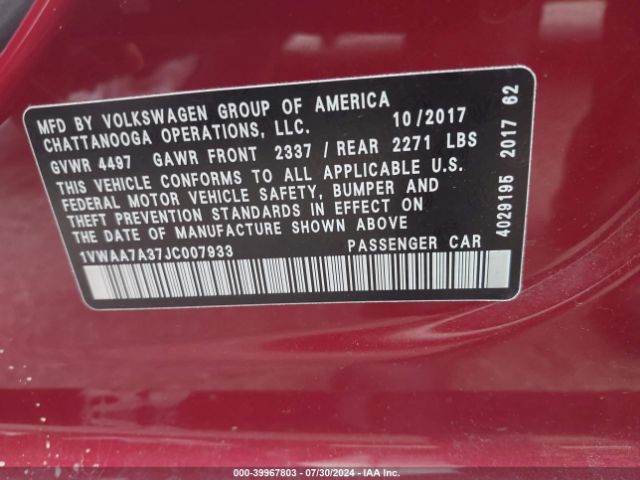 MFD BY VOLKSWAGEN GROUP OF AMERICA
CHATTANOOGA OPERATIONS, LLC. 10/2017
GVWR 4497 GAWR FRONT 2337 / REAR 2271 LBS
THIS VEHICLE CONFORMS TO ALL APPLICABLE U.S.
FEDERAL MOTOR VEHICLE SAFETY, BUMPER AND
THEFT PREVENTION STANDARDS IN EFFECT ON
THE DATE OF MANUFACTURE SHOWN ABOVE
1VWAA7A37JC007933 PASSENGER CAR
4029195 2017 62
000-39967803 - 07/30/2024 - IAA Inc.